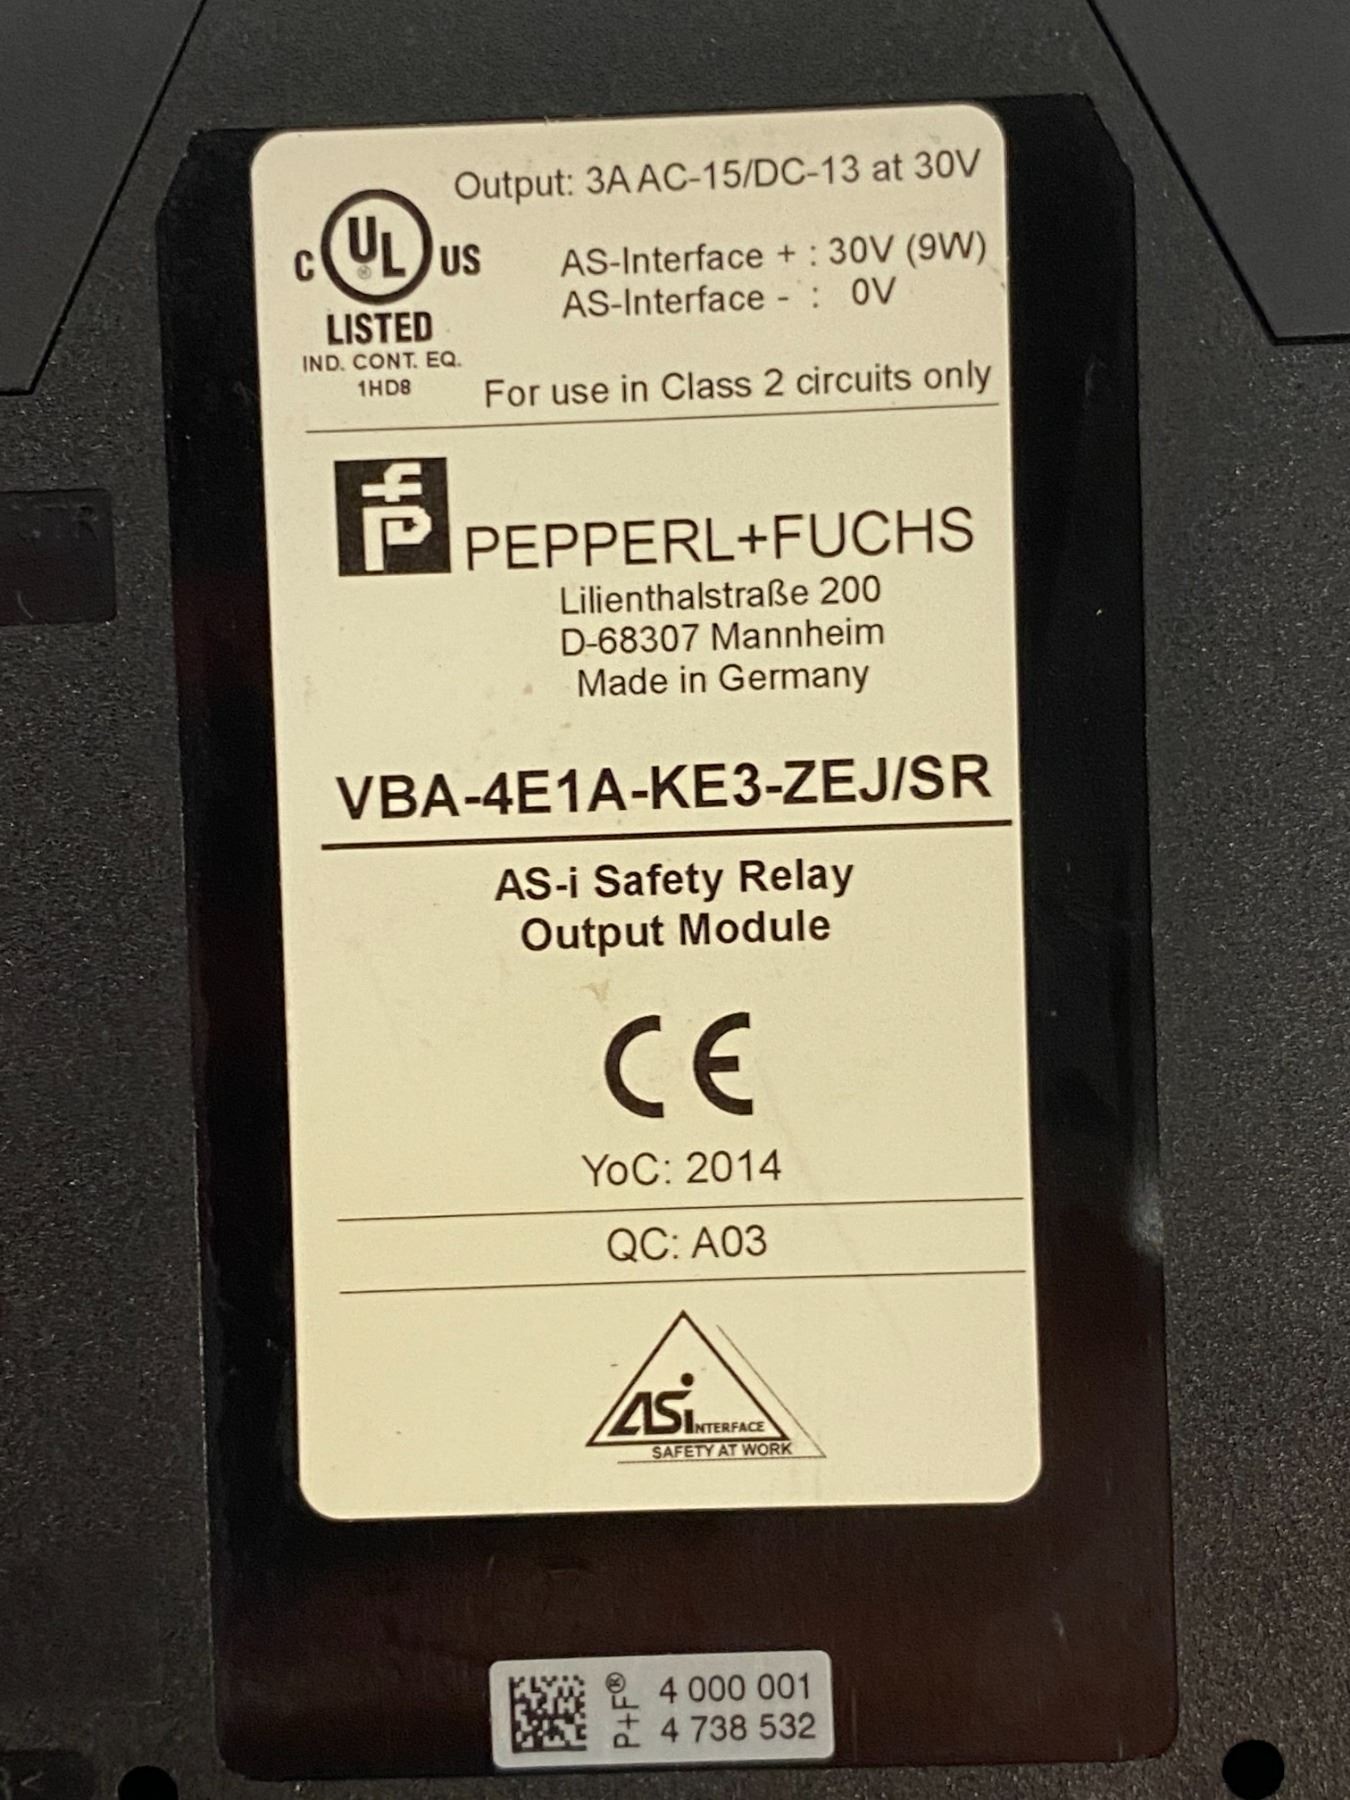 Output: 3A AC-15/DC-13 at 30V
C UL US
®
LISTED
IND. CONT. EQ.
1HD8
AS-Interface + : 30V (9W)
AS-Interface - : 0V
For use in Class 2 circuits only
PEPPERL+FUCHS
Lilienthalstraße 200
D-68307 Mannheim
Made in Germany
VBA-4E1A-KE3-ZEJ/SR
AS-i Safety Relay
Output Module
CE
YoC: 2014
QC: A03
ASi INTERFACE
SAFETY AT WORK
P+F®
4 000 001
4 738 532